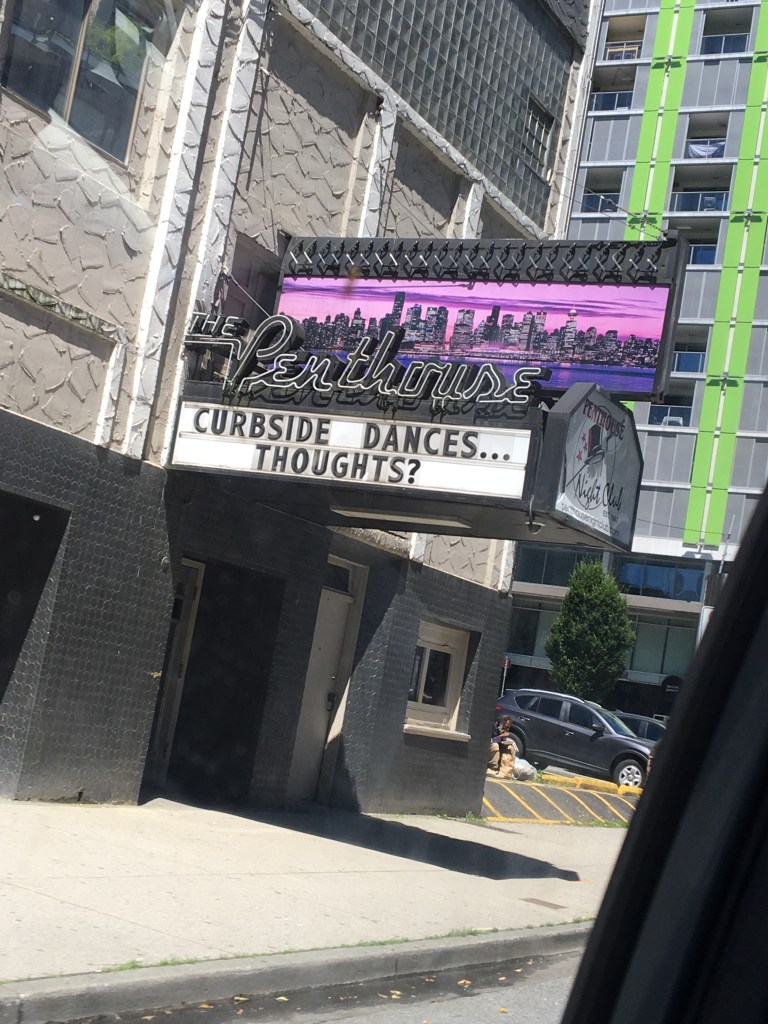 THE
Penthouse
CURBSIDE DANCES...
THOUGHTS?
PENTHOUSE
Night Club